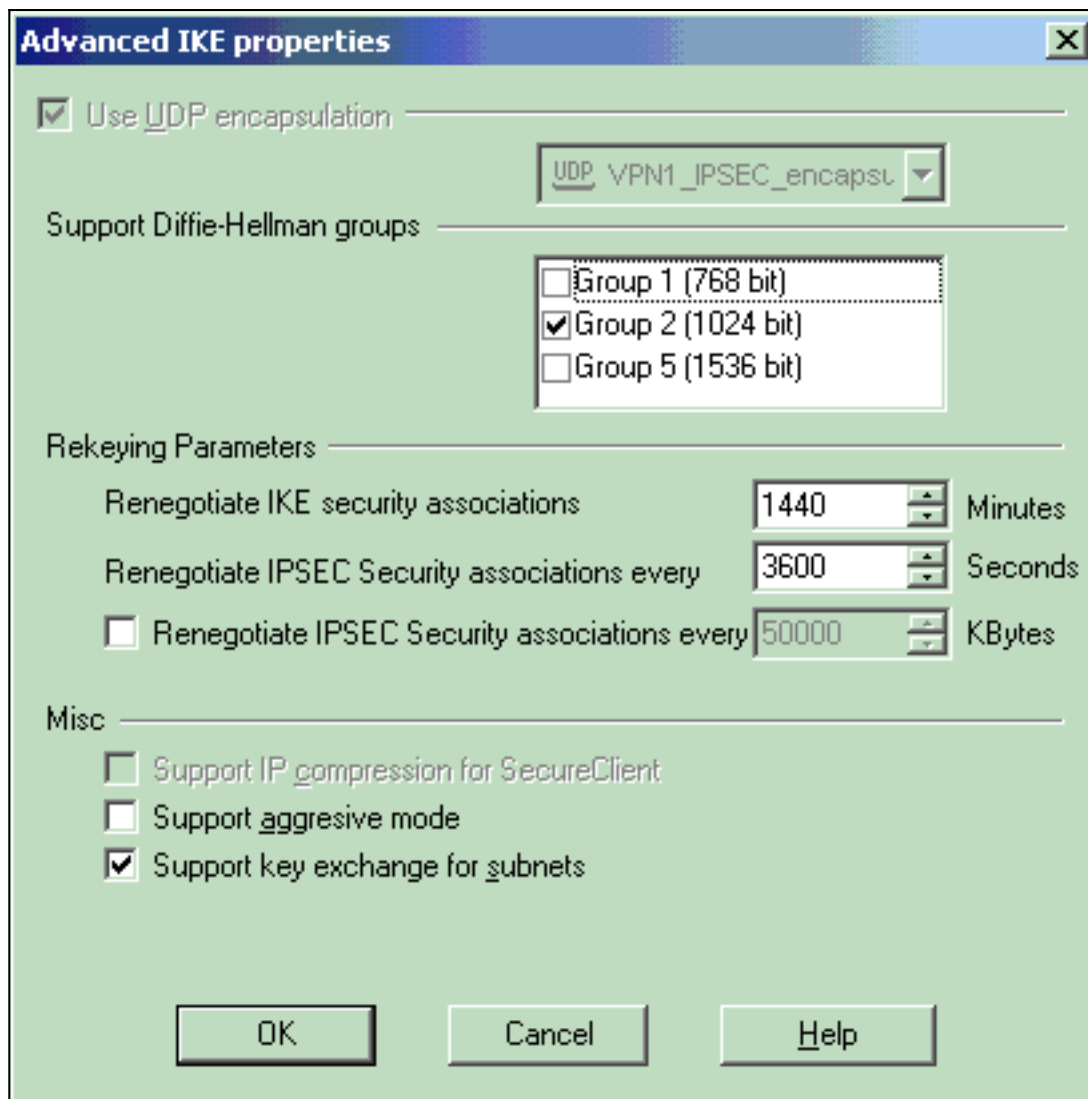 Advanced IKE properties
Use UDP encapsulation
UDP VPN1_IPSEC_encapsu
Support Diffie-Hellman groups
Group 1 (768 bit)
Group 2 (1024 bit)
Group 5 (1536 bit)
Rekeying Parameters
Renegotiate IKE security associations 1440 Minutes
Renegotiate IPSEC Security associations every 3600 Seconds
Renegotiate IPSEC Security associations every 50000 KBytes
Misc
Support IP compression for SecureClient
Support aggresive mode
Support key exchange for subnets
OK Cancel Help